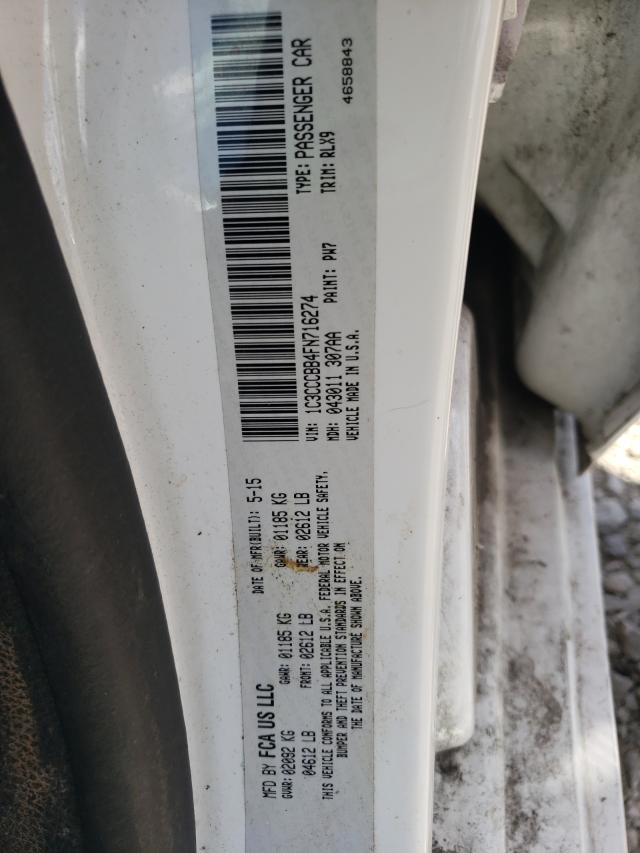 MFD BY FCA US LLC
DATE OF MFR(BUILT): 5-15
GVWR: 02092 KG
GAWR: 01185 KG
GAWR: 01185 KG
04612 LB
FRONT: 02612 LB
REAR: 02612 LB
THIS VEHICLE CONFORMS TO ALL APPLICABLE U.S.A. FEDERAL MOTOR VEHICLE SAFETY,
BUMPER AND THEFT PREVENTION STANDARDS IN EFFECT ON
THE DATE OF MANUFACTURE SHOWN ABOVE.
VIN: 1C3CCCBB4FN716274
TYPE: PASSENGER CAR
MDH: 043011 307AA
PAINT: PW7
TRIM: RLX9
VEHICLE MADE IN U.S.A.
4658843